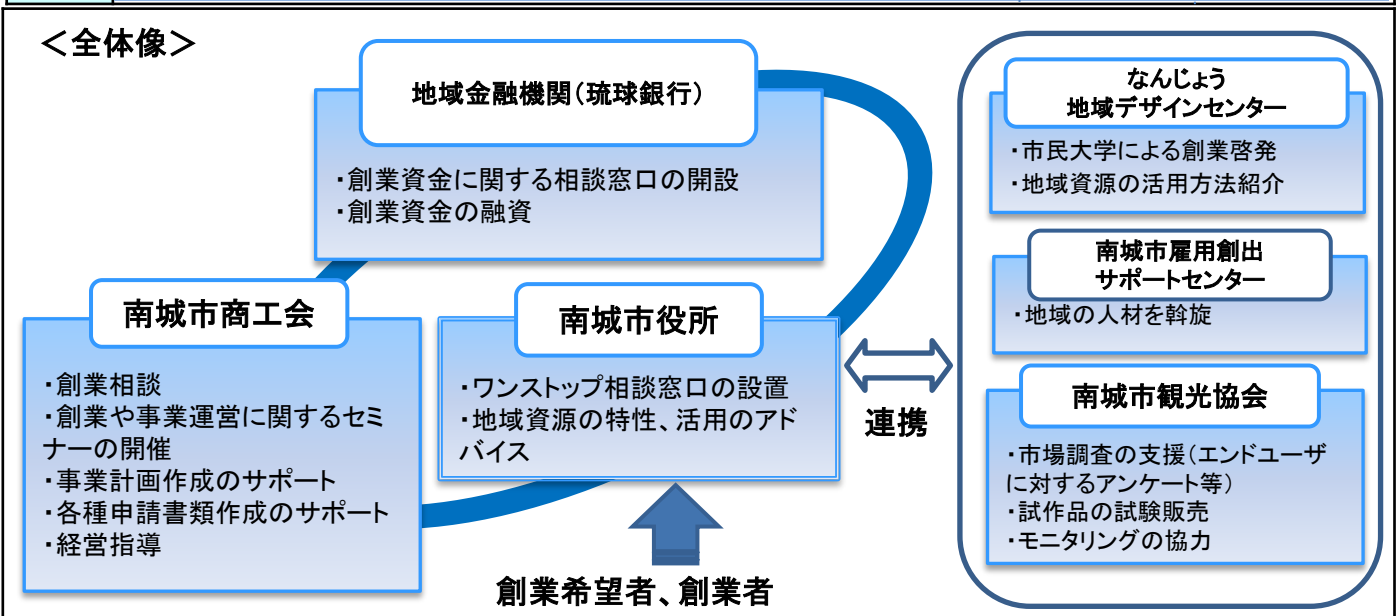 ＜全体像＞
地域金融機関（琉球銀行）
・創業資金に関する相談窓口の開設
・創業資金の融資
南城市商工会
・創業相談
・創業や事業運営に関するセミ
ナーの開催
・事業計画作成のサポート
・各種申請書類作成のサポート
・経営指導
南城市役所
・ワンストップ相談窓口の設置
・地域資源の特性、活用のアド
バイス
創業希望者、創業者
連携
なんじょう
地域デザインセンター
・市民大学による創業啓発
・地域資源の活用方法紹介
南城市雇用創出
サポートセンター
・地域の人材を斡旋
南城市観光協会
・市場調査の支援（エンドユーザ
に対するアンケート等）
・試作品の試験販売
・モニタリングの協力